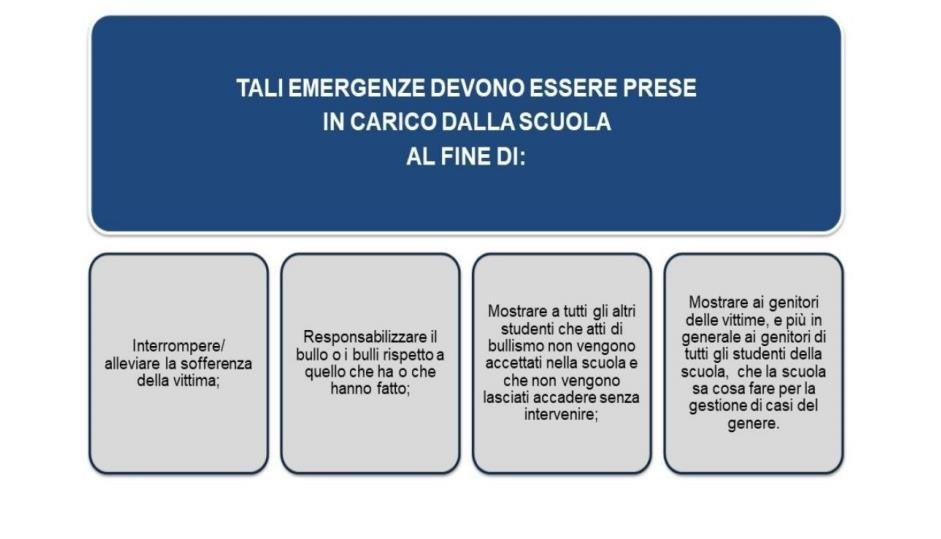 TALI EMERGENZE DEVONO ESSERE PRESE
IN CARICO DALLA SCUOLA
AL FINE DI:
Interrompere/
alleviare la sofferenza
della vittima;
Responsabilizzare il
bullo o i bulli rispetto a
quello che ha o che
hanno fatto;
Mostrare a tutti gli altri
studenti che atti di
bullismo non vengono
accettati nella scuola e
che non vengono
lasciati accadere senza
intervenire;
Mostrare ai genitori
delle vittime, e più in
generale ai genitori di
tutti gli studenti della
scuola, che la scuola
sa cosa fare per la
gestione di casi del
genere.